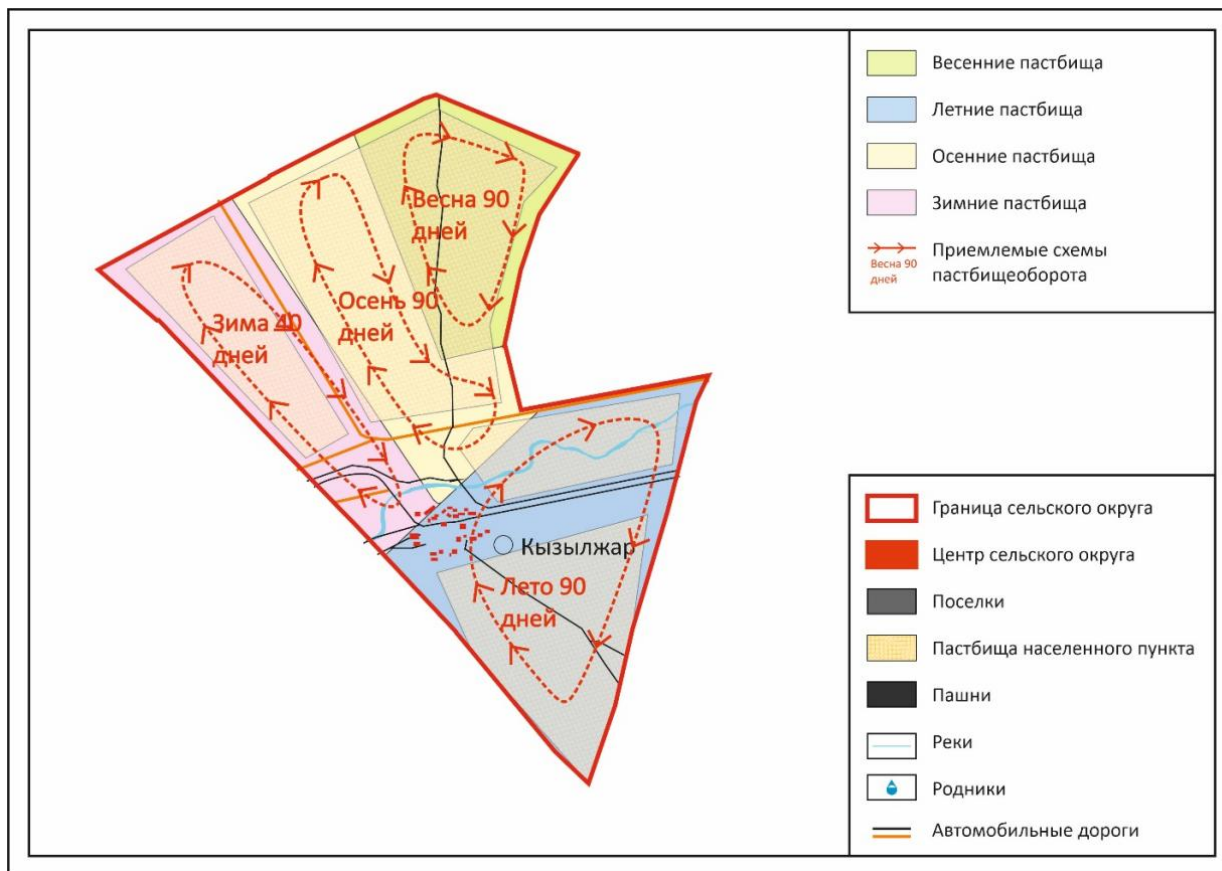 Весна 90
дней
Осень 90
дней
Зима 40
дней
Кызылжар
Лето 90
дней
Весенние пастбища
Летние пастбища
Осенние пастбища
Зимние пастбища
Весна 90
дней
Приемлемые схемы
пастбищеоборота
Граница сельского округа
Центр сельского округа
Поселки
Пастбища населенного пункта
Пашни
Реки
Родники
Автомобильные дороги